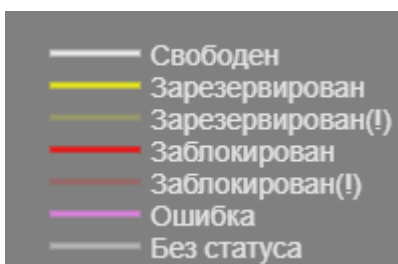 Свободен
Зарезервирован
Зарезервирован(!)
Заблокирован
Заблокирован(!)
Ошибка
Без статуса